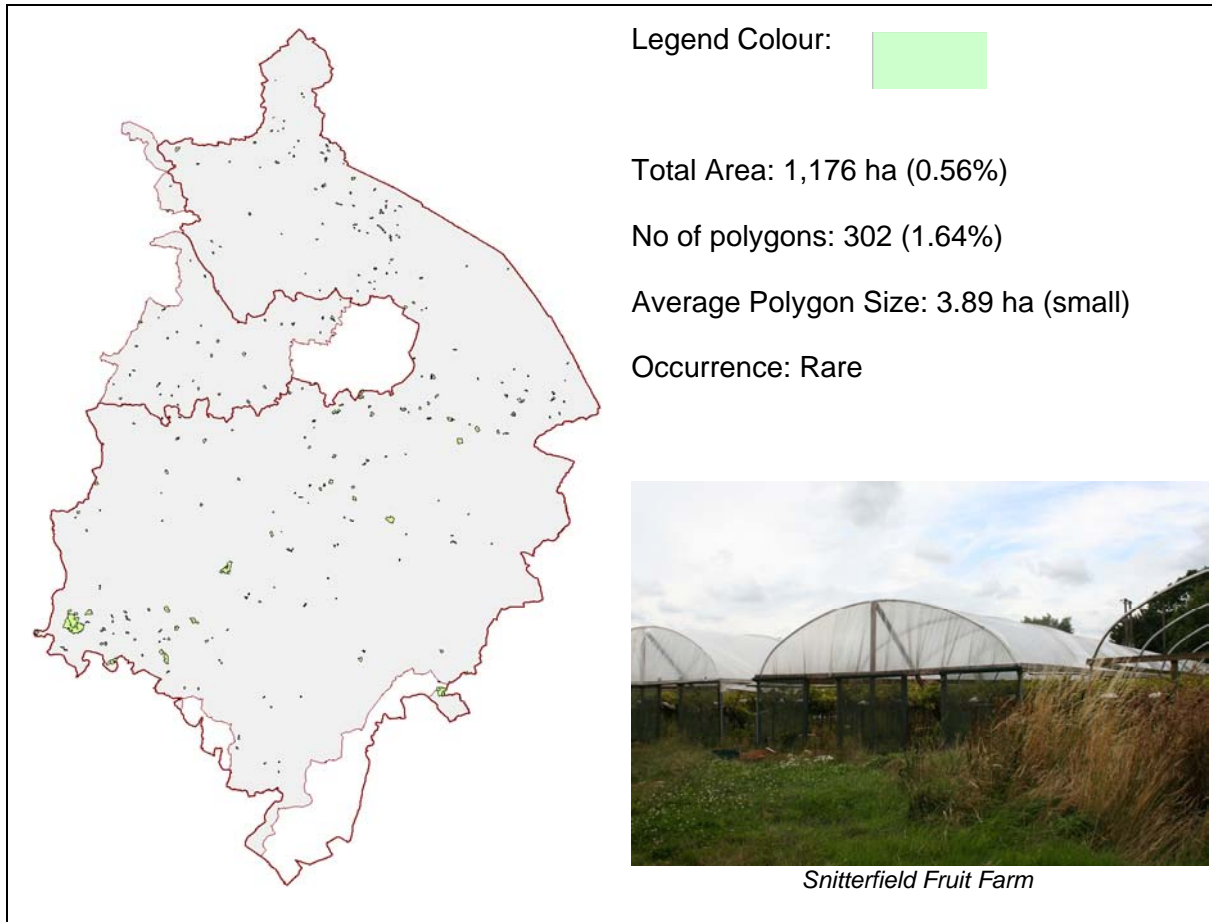 Legend Colour:
Total Area: 1,176 ha (0.56%)
No of polygons: 302 (1.64%)
Average Polygon Size: 3.89 ha (small)
Occurrence: Rare
Snitterfield Fruit Farm